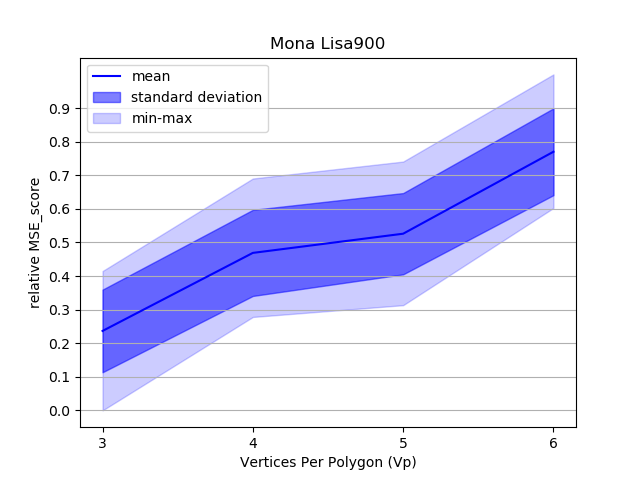 Mona Lisa900
mean
standard deviation
min-max
0.9
0.8
0.7
0.6
0.5
0.4
0.3
0.2
0.1
0.0
relative MSE_score
3 4 5 6
Vertices Per Polygon (Vp)